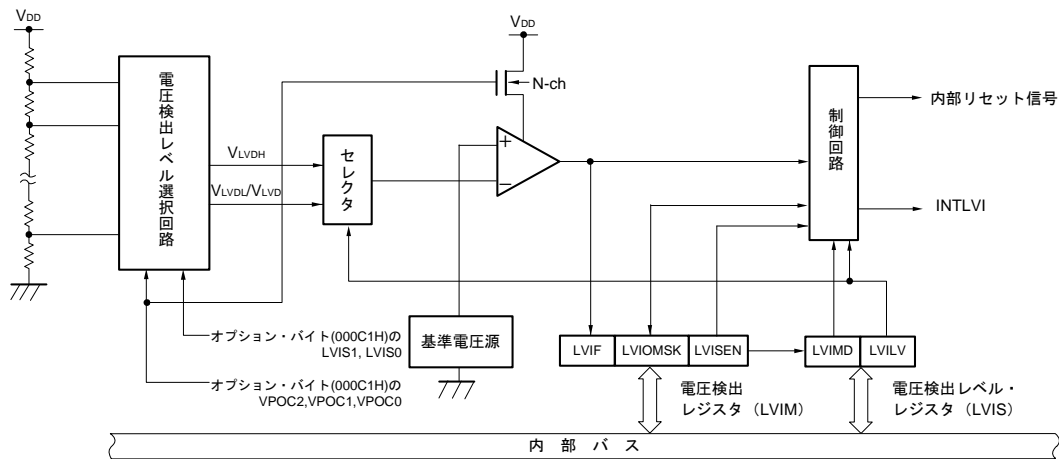 VDD
VDD
N-ch
電圧検出レベル選択回路
VLVDH
VLVDL/VLVD
セレクタ
+
−
制御回路
内部リセット信号
INTLVI
オプション・バイト(000C1H)の
LVIS1, LVIS0
オプション・バイト(000C1H)の
VPOC2,VPOC1,VPOC0
基準電圧源
LVIF
LVIOMSK
LVISEN
LVIMD
LVILV
電圧検出
レジスタ（LVIM）
電圧検出レベル・
レジスタ（LVIS）
内部バス